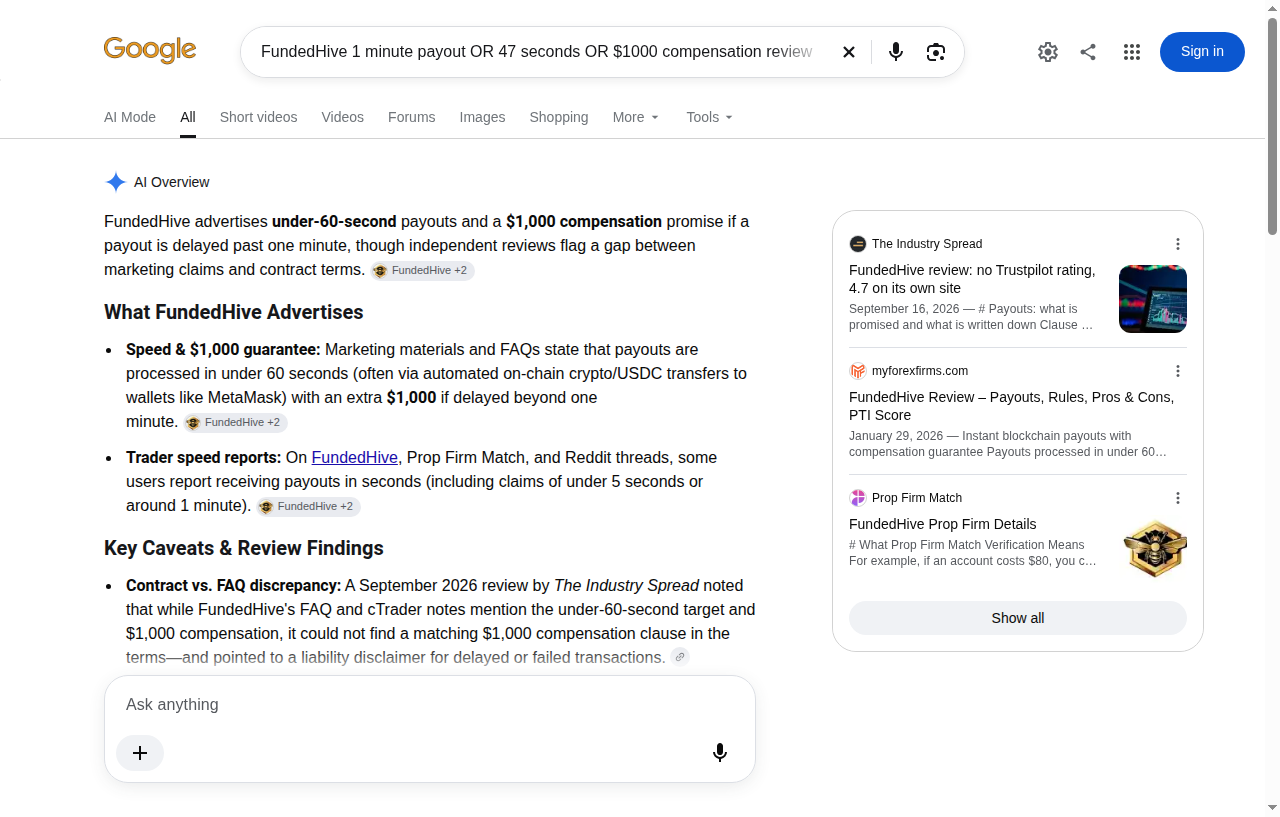 Google
FundedHive 1 minute payout OR 47 seconds OR $1000 compensation review
Sign in
AI Mode
All
Short videos
Videos
Forums
Images
Shopping
More
Tools
AI Overview
FundedHive advertises under-60-second payouts and a $1,000 compensation promise if a
payout is delayed past one minute, though independent reviews flag a gap between
marketing claims and contract terms. FundedHive +2
What FundedHive Advertises
• Speed & $1,000 guarantee: Marketing materials and FAQs state that payouts are
processed in under 60 seconds (often via automated on-chain crypto/USDC transfers to
wallets like MetaMask) with an extra $1,000 if delayed beyond one
minute. FundedHive +2
• Trader speed reports: On FundedHive, Prop Firm Match, and Reddit threads, some
users report receiving payouts in seconds (including claims of under 5 seconds or
around 1 minute). FundedHive +2
Key Caveats & Review Findings
• Contract vs. FAQ discrepancy: A September 2026 review by The Industry Spread noted
that while FundedHive's FAQ and cTrader notes mention the under-60-second target and
$1,000 compensation, it could not find a matching $1,000 compensation clause in the
terms—and pointed to a liability disclaimer for delayed or failed transactions.
Ask anything
The Industry Spread
FundedHive review: no Trustpilot rating,
4.7 on its own site
September 16, 2026 — # Payouts: what is
promised and what is written down Clause ...
myforexfirms.com
FundedHive Review – Payouts, Rules, Pros & Cons,
PTI Score
January 29, 2026 — Instant blockchain payouts with
compensation guarantee Payouts processed in under 60...
Prop Firm Match
FundedHive Prop Firm Details
# What Prop Firm Match Verification Means
For example, if an account costs $80, you c...
Show all